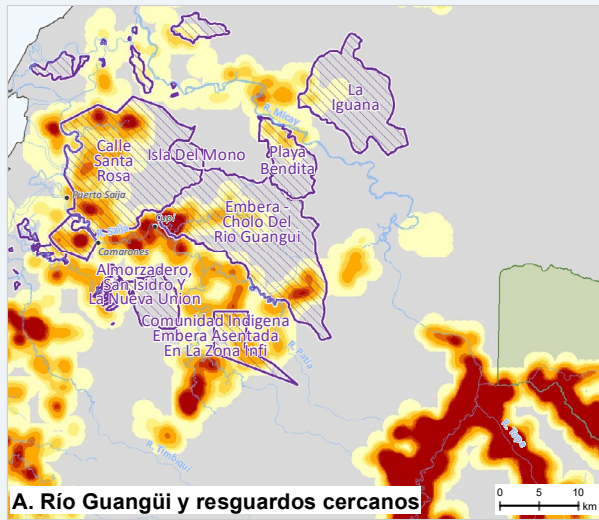 La
Iguana
R. Micay
Calle
Santa
Rosa
Isla Del Mono
Playa
Bendita
Puerto Saija
Embera -
Cholo Del
Rio Guangui
R. Saija
Cupi
Camarones
Almorzadero,
San Isidro Y
La Nueva Union
Comunidad Indigena
Embera Asentada
En La Zona Infi
R. Patia
R. Timbiquí
A. Río Guangüi y resguardos cercanos
0 5 10
km